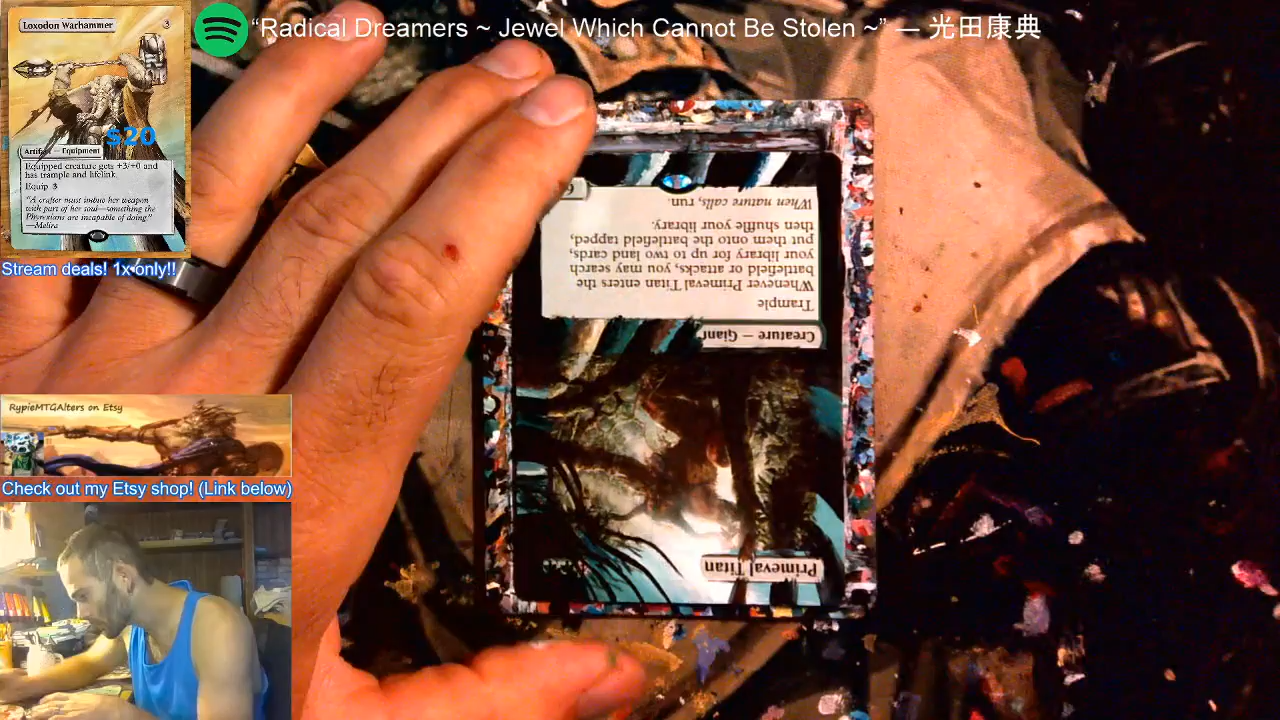 Loxodon Warhammer 3
$20
Artifact — Equipment
Equipped creature gets +3/+0 and
has trample and lifelink.
Equip 3
"A crafter must imbue her weapon
with part of her soul—something the
Phyrexians are incapable of doing."
—Melira
Stream deals! 1x only!!
"Radical Dreamers ~ Jewel Which Cannot Be Stolen ~" — 光田康典
RypieMTGAlters on Etsy
Check out my Etsy shop! (Link below)
Primeval Titan
Creature — Giant
Trample
Whenever Primeval Titan enters the
battlefield or attacks, you may search
your library for up to two land cards,
put them onto the battlefield tapped,
then shuffle your library.
When nature calls, run.
6